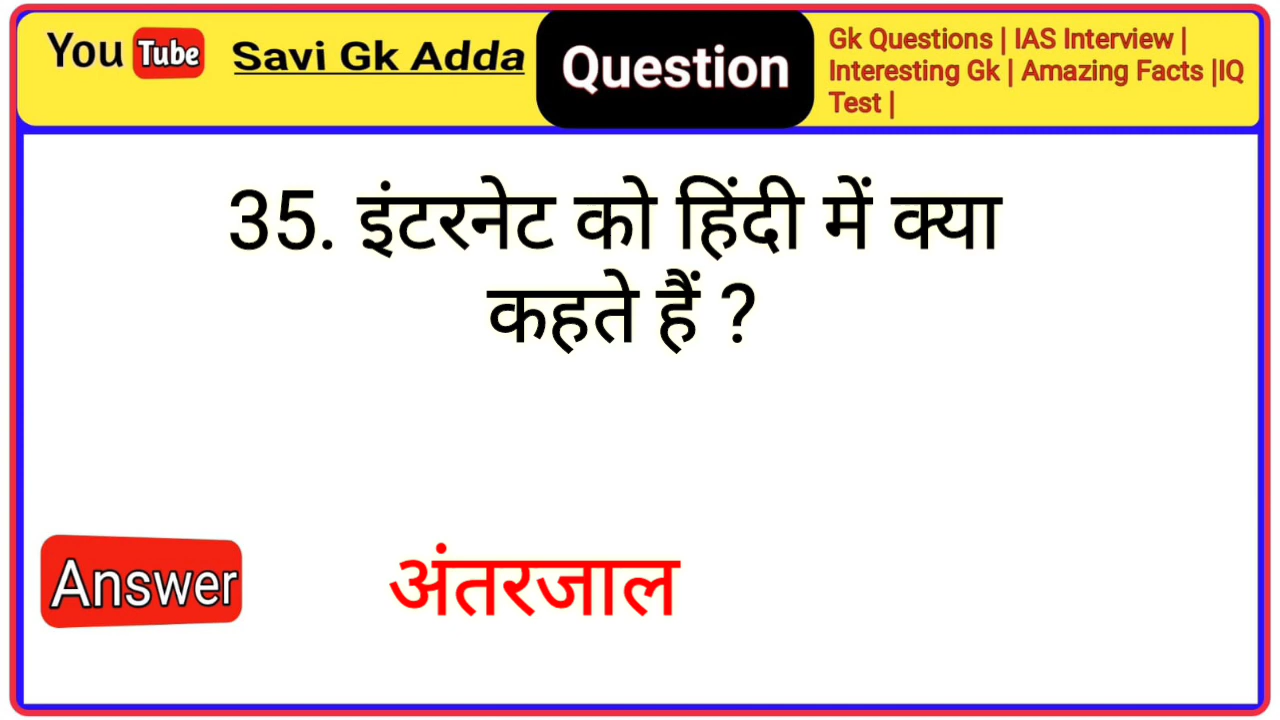 You Tube Savi Gk Adda Question
Gk Questions | IAS Interview |
Interesting Gk | Amazing Facts |IQ
Test |
35. इंटरनेट को हिंदी में क्या
कहते हैं ?
Answer अंतरजाल